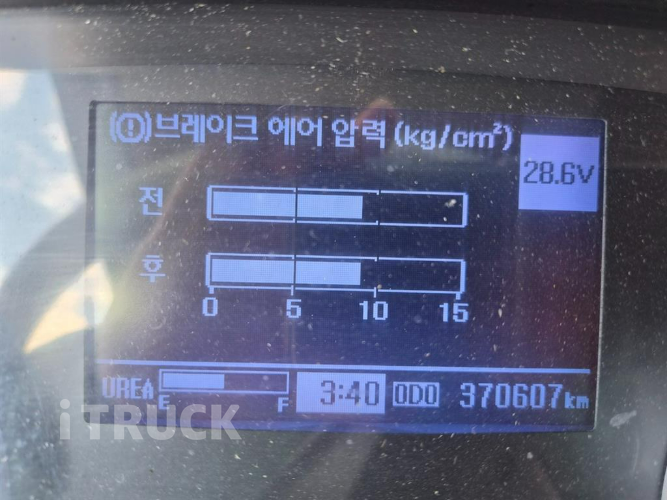 (!)브레이크 에어 압력 (kg/cm²)
28.6V
전
후
0 5 10 15
UREA E F 3:40 ODO 370607km
iTRUCK